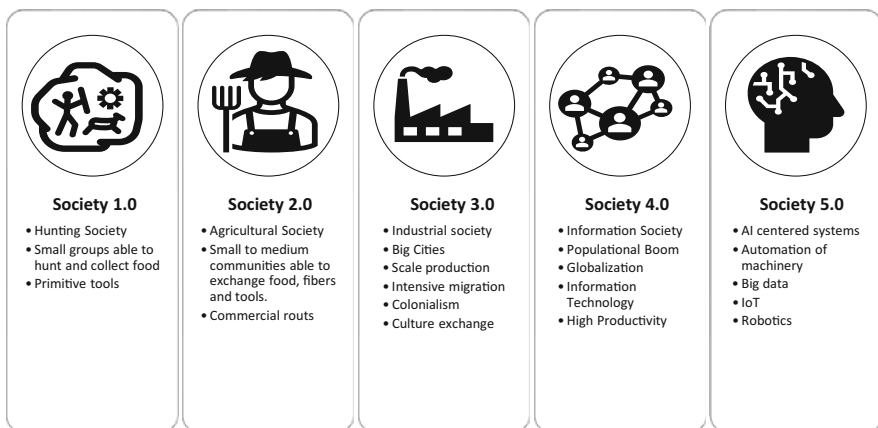 Society 1.0
• Hunting Society
• Small groups able to
hunt and collect food
• Primitive tools
Society 2.0
• Agricultural Society
• Small to medium
communities able to
exchange food, fibers
and tools.
• Commercial routs
Society 3.0
• Industrial society
• Big Cities
• Scale production
• Intensive migration
• Colonialism
• Culture exchange
Society 4.0
• Information Society
• Populational Boom
• Globalization
• Information
Technology
• High Productivity
Society 5.0
• AI centered systems
• Automation of
machinery
• Big data
• IoT
• Robotics